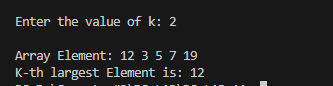 Enter the value of k: 2
Array Element: 12 3 5 7 19
K-th largest Element is: 12